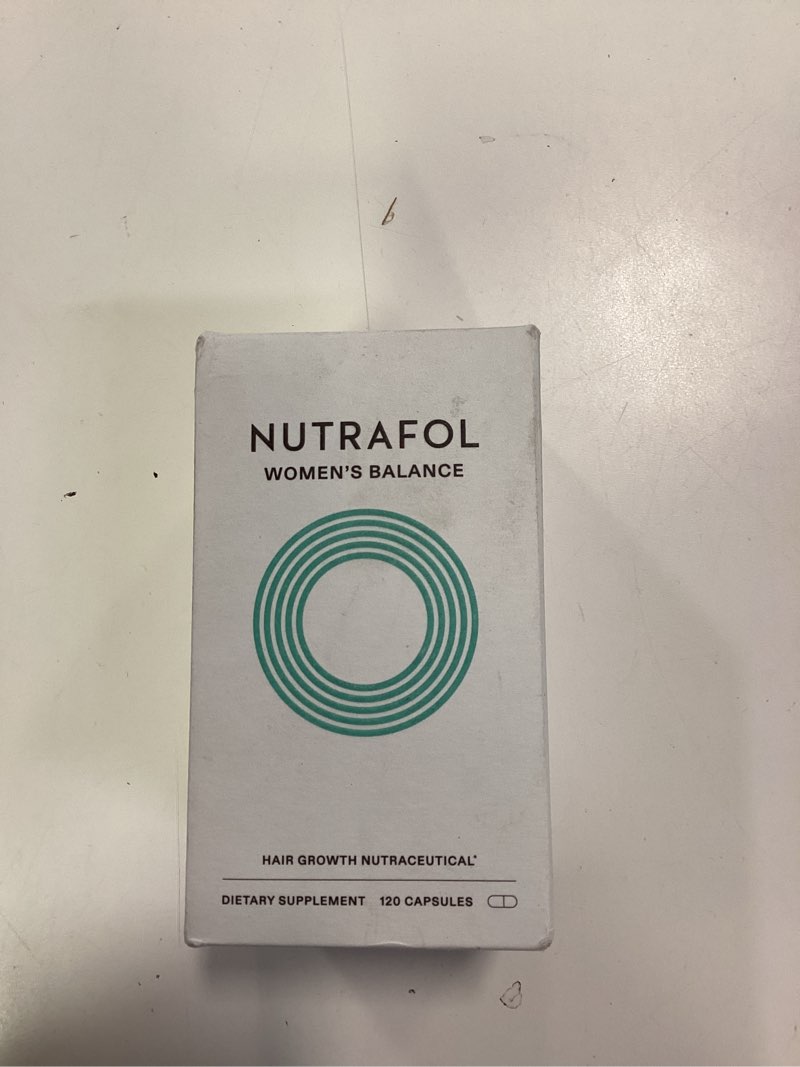 NUTRAFOL
WOMEN'S BALANCE
HAIR GROWTH NUTRACEUTICAL*
DIETARY SUPPLEMENT 120 CAPSULES